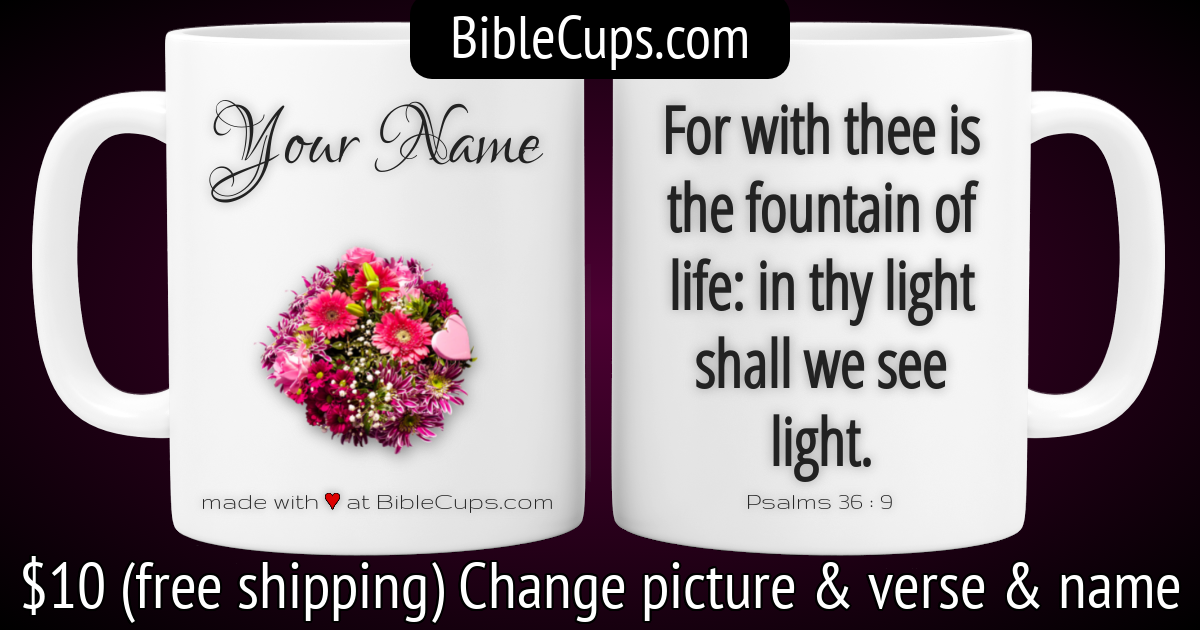 BibleCups.com
Your Name
made with ♥ at BibleCups.com
For with thee is
the fountain of
life: in thy light
shall we see
light.
Psalms 36 : 9
$10 (free shipping) Change picture & verse & name